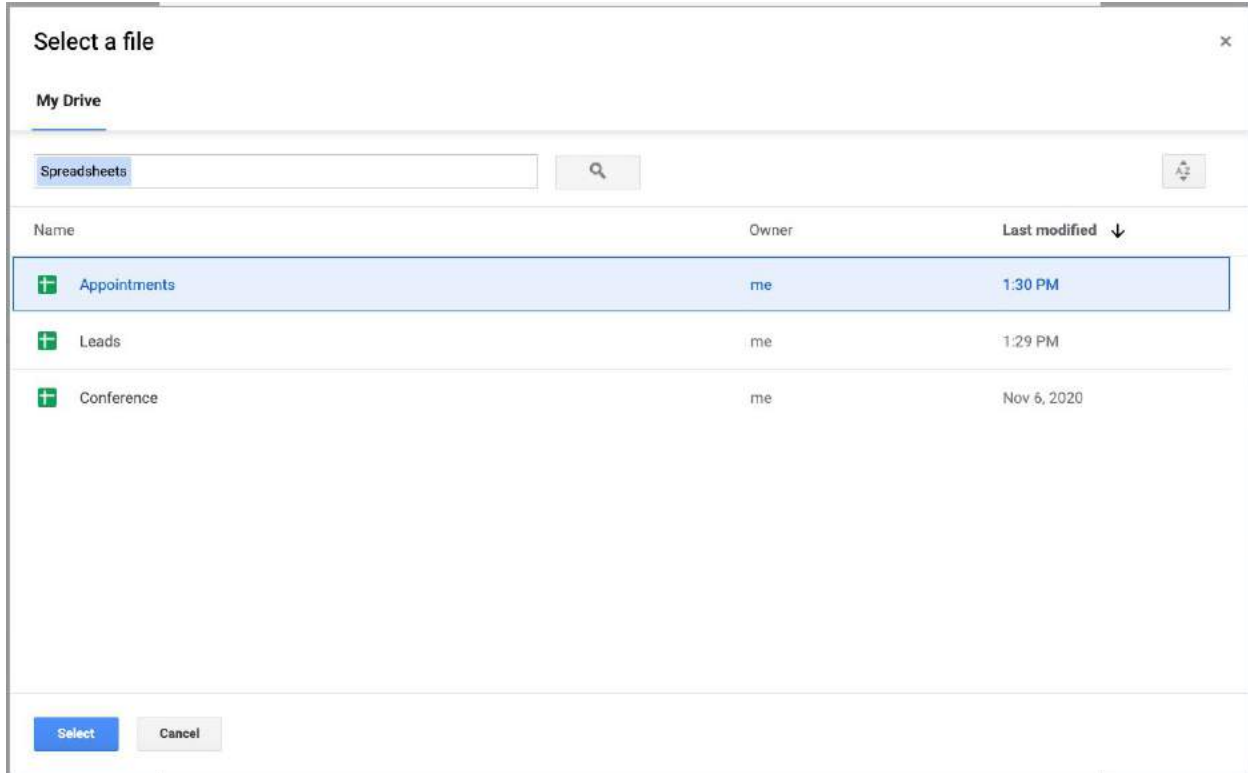 Select a file
My Drive
Spreadsheets
Name Owner Last modified
Appointments me 1:30 PM
Leads me 1:29 PM
Conference me Nov 6, 2020
Select Cancel